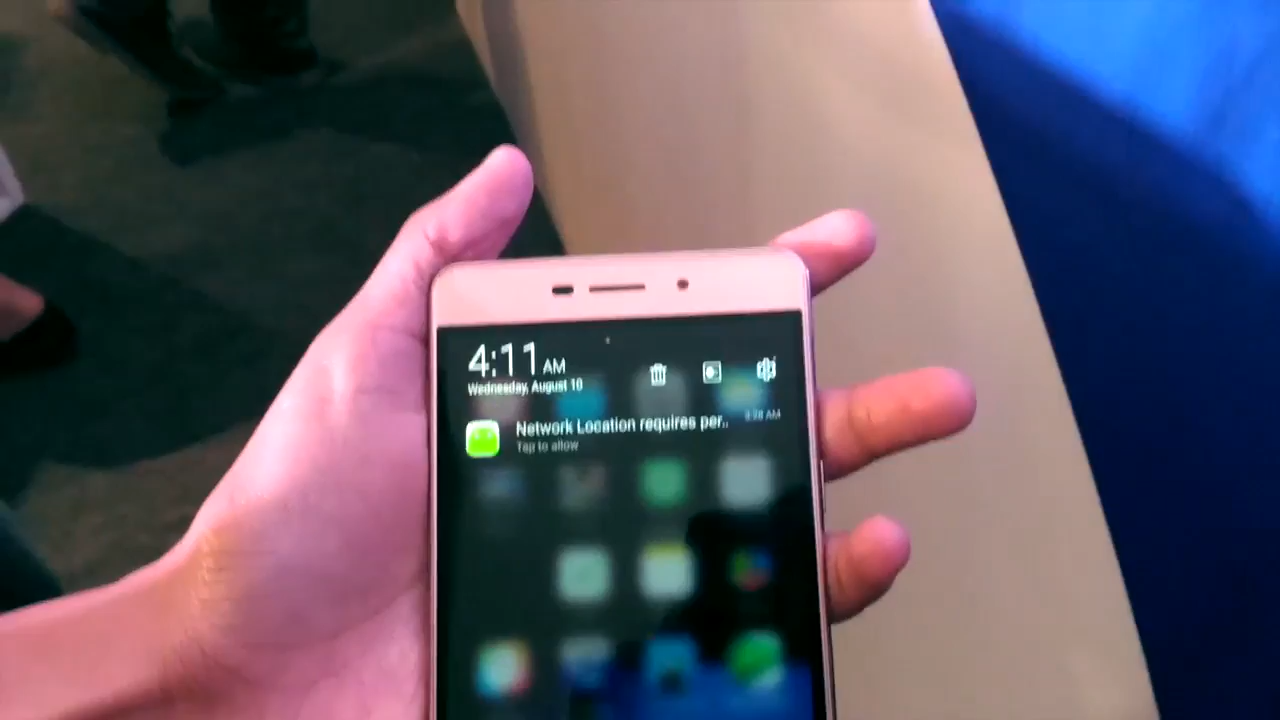 4:11 AM
Wednesday, August 10
Network Location requires per..
Tap to allow